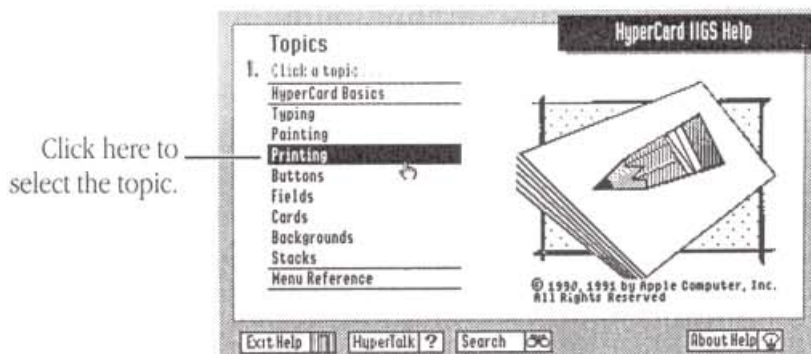 Click here to
select the topic.
HyperCard IIGS Help
Topics
1. Click a topic...
HyperCard Basics
Typing
Painting
Printing
Buttons
Fields
Cards
Backgrounds
Stacks
Menu Reference
© 1990, 1991 by Apple Computer, Inc.
All Rights Reserved
Exit Help
HyperTalk ?
Search
About Help